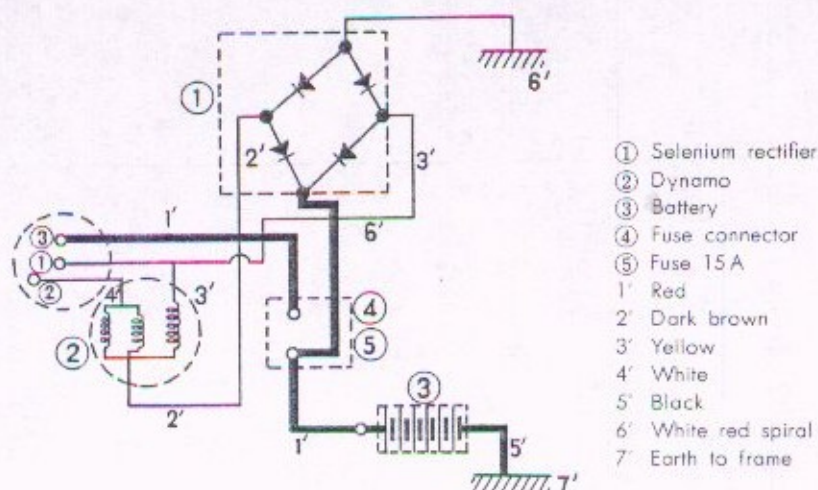 6'
①
2'
3'
① Selenium rectifier
② Dynamo
③ Battery
④ Fuse connector
⑤ Fuse 15 A
1' Red
2' Dark brown
3' Yellow
4' White
5' Black
6' White red spiral
7' Earth to frame
1'
6'
③
①
②
4'
3'
②
2'
④
⑤
③
1'
5'
7'